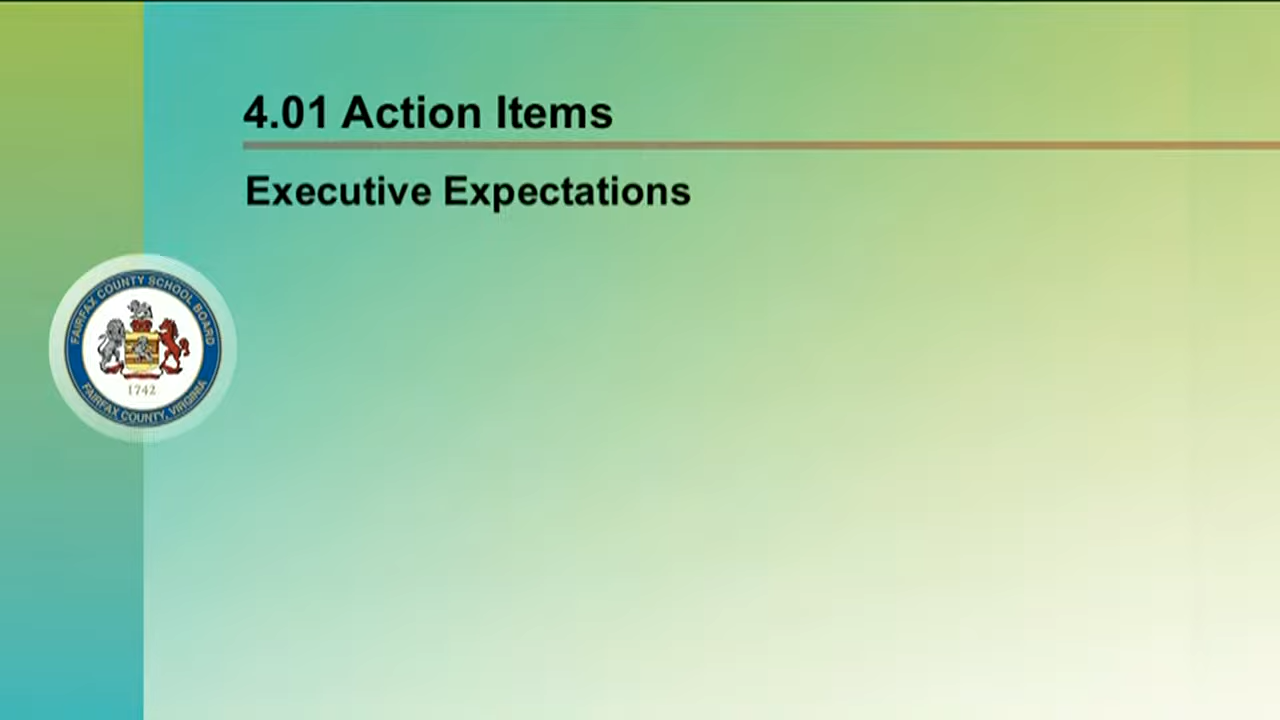 4.01 Action Items
Executive Expectations
FAIRFAX COUNTY SCHOOL BOARD
1742
FAIRFAX COUNTY, VIRGINIA